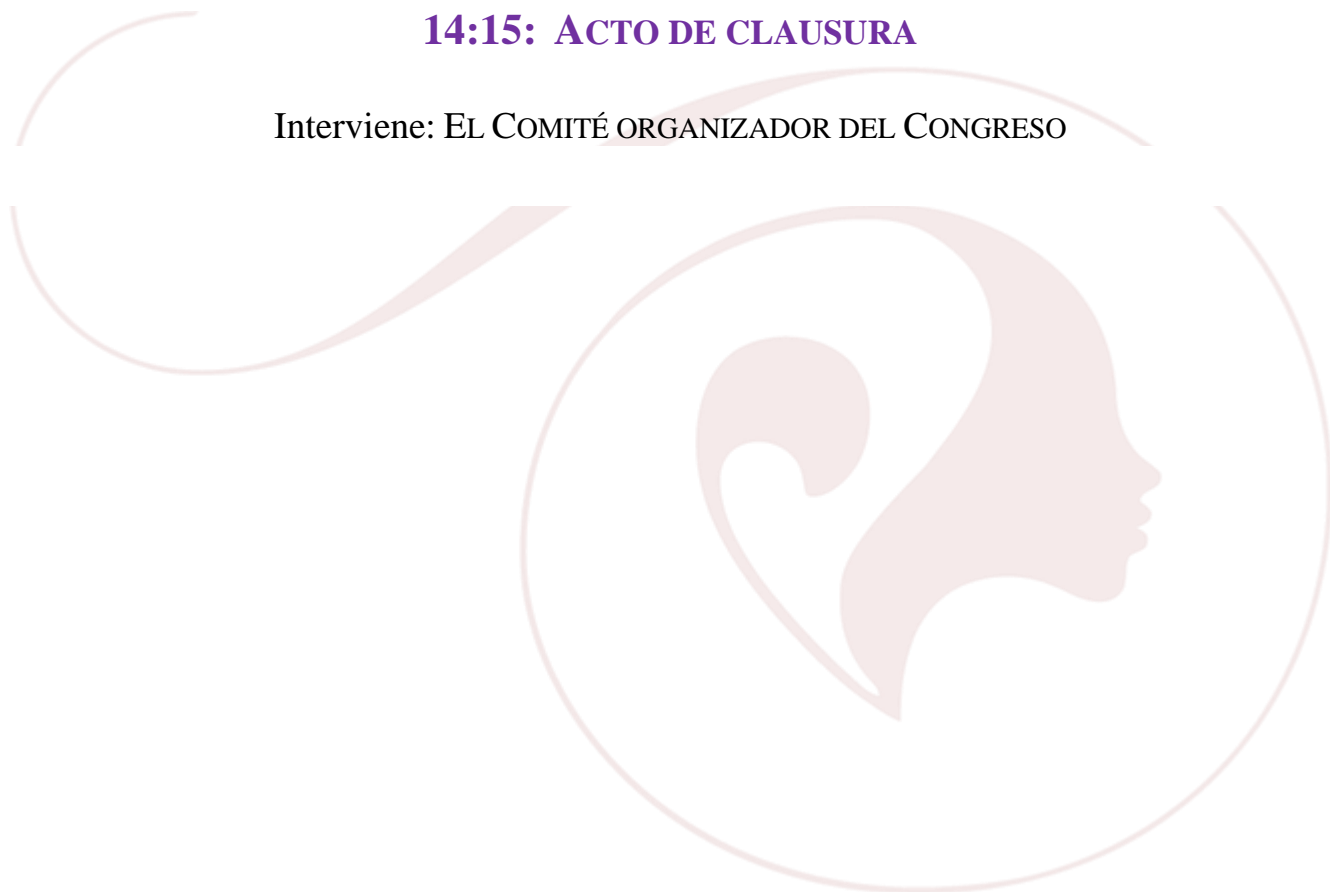 14:15: ACTO DE CLAUSURA
Interviene: EL COMITÉ ORGANIZADOR DEL CONGRESO